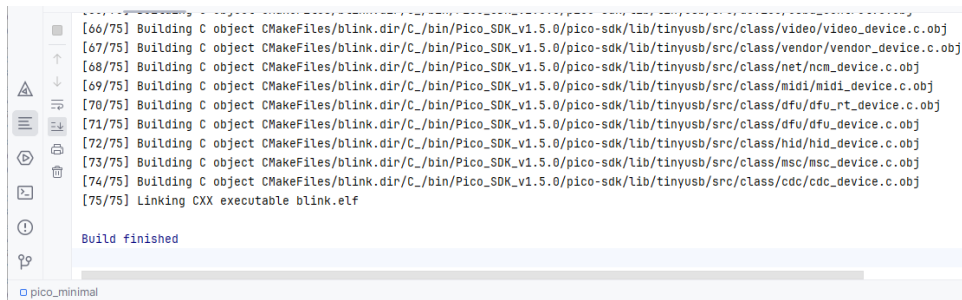 [66/75] Building C object CMakeFiles/blink.dir/C_/bin/Pico_SDK_v1.5.0/pico-sdk/lib/tinyusb/src/class/video/video_device.c.obj
[67/75] Building C object CMakeFiles/blink.dir/C_/bin/Pico_SDK_v1.5.0/pico-sdk/lib/tinyusb/src/class/vendor/vendor_device.c.obj
[68/75] Building C object CMakeFiles/blink.dir/C_/bin/Pico_SDK_v1.5.0/pico-sdk/lib/tinyusb/src/class/net/ncm_device.c.obj
[69/75] Building C object CMakeFiles/blink.dir/C_/bin/Pico_SDK_v1.5.0/pico-sdk/lib/tinyusb/src/class/midi/midi_device.c.obj
[70/75] Building C object CMakeFiles/blink.dir/C_/bin/Pico_SDK_v1.5.0/pico-sdk/lib/tinyusb/src/class/dfu/dfu_rt_device.c.obj
[71/75] Building C object CMakeFiles/blink.dir/C_/bin/Pico_SDK_v1.5.0/pico-sdk/lib/tinyusb/src/class/dfu/dfu_device.c.obj
[72/75] Building C object CMakeFiles/blink.dir/C_/bin/Pico_SDK_v1.5.0/pico-sdk/lib/tinyusb/src/class/hid/hid_device.c.obj
[73/75] Building C object CMakeFiles/blink.dir/C_/bin/Pico_SDK_v1.5.0/pico-sdk/lib/tinyusb/src/class/msc/msc_device.c.obj
[74/75] Building C object CMakeFiles/blink.dir/C_/bin/Pico_SDK_v1.5.0/pico-sdk/lib/tinyusb/src/class/cdc/cdc_device.c.obj
[75/75] Linking CXX executable blink.elf
Build finished
pico_minimal